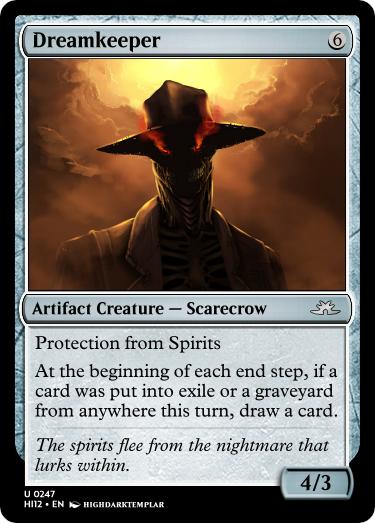 Dreamkeeper 6
Artifact Creature — Scarecrow
Protection from Spirits
At the beginning of each end step, if a
card was put into exile or a graveyard
from anywhere this turn, draw a card.
The spirits flee from the nightmare that
lurks within.
4/3
U 0247
HI12 • EN HIGHDARKTEMPLAR